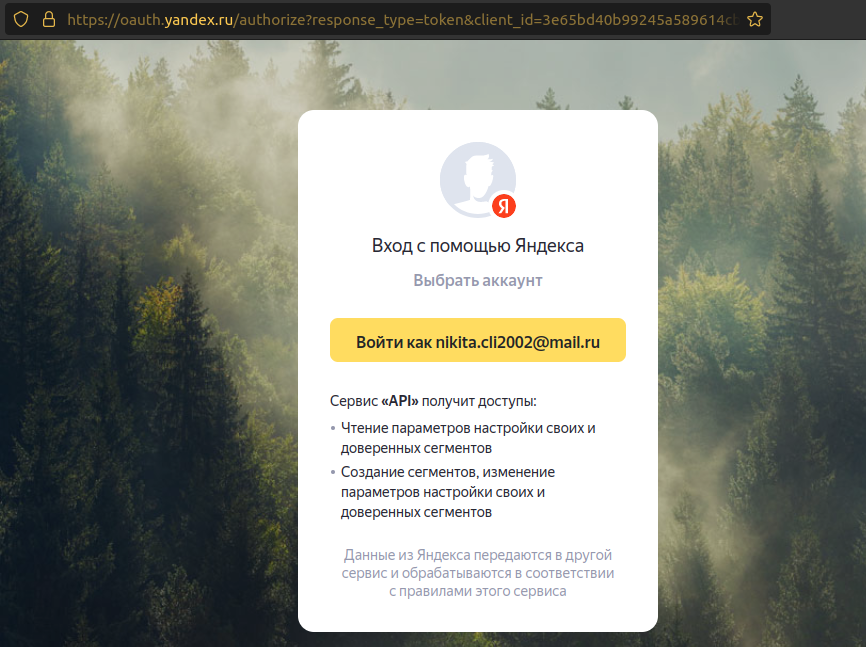 https://oauth.yandex.ru/authorize?response_type=token&client_id=3e65bd40b99245a589614cb
Я
Вход с помощью Яндекса
Выбрать аккаунт
Войти как nikita.cli2002@mail.ru
Сервис «API» получит доступы:
• Чтение параметров настройки своих и
доверенных сегментов
• Создание сегментов, изменение
параметров настройки своих и
доверенных сегментов
Данные из Яндекса передаются в другой
сервис и обрабатываются в соответствии
с правилами этого сервиса